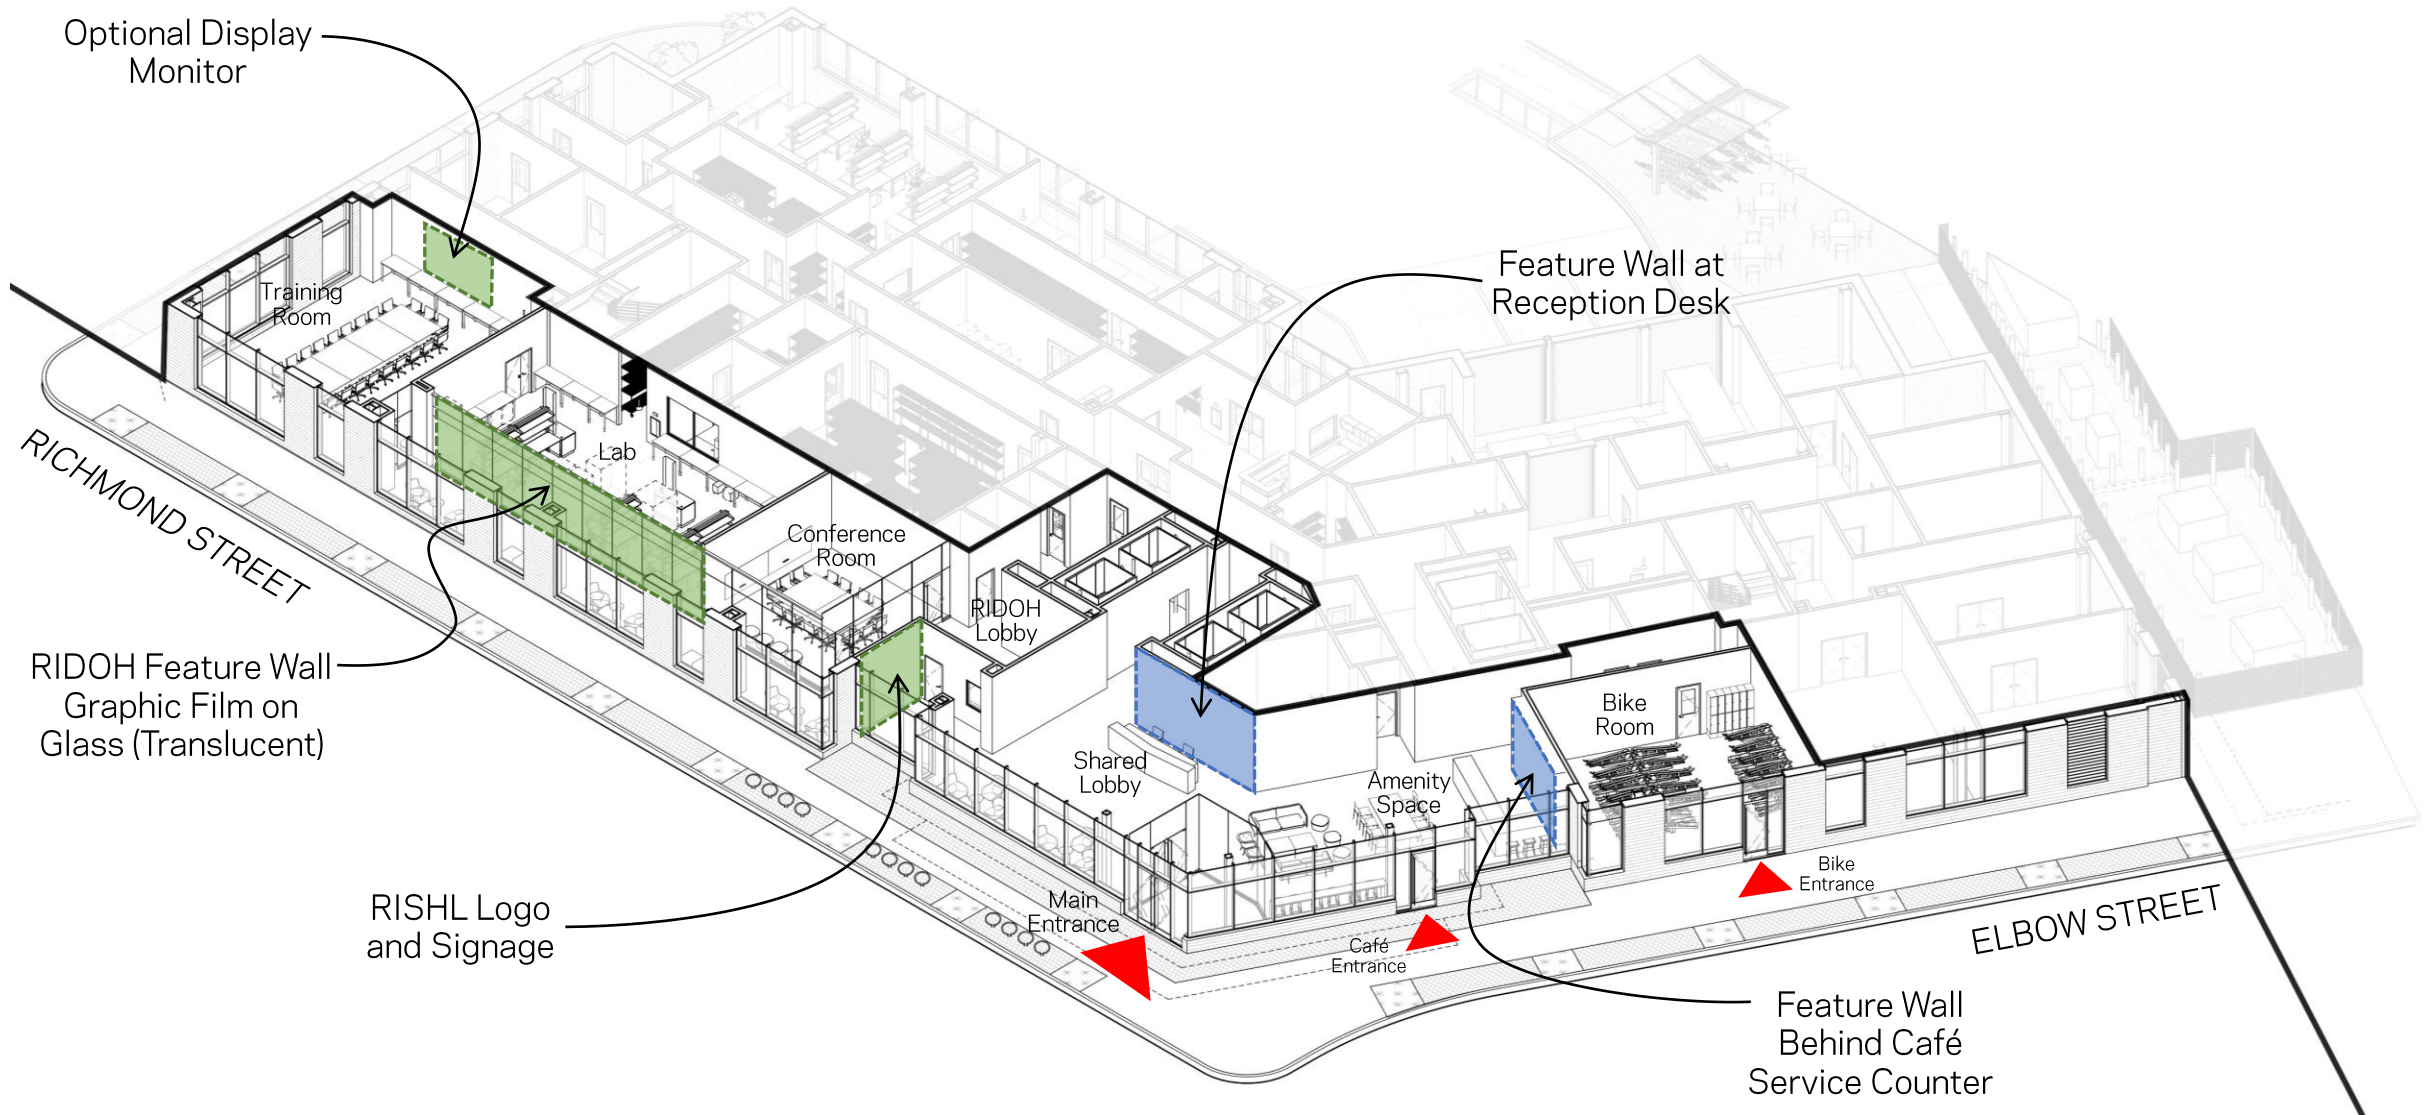 Optional Display
Monitor
Training
Room
Feature Wall at
Reception Desk
Lab
RICHMOND STREET
Conference
Room
RIDOH
Lobby
RIDOH Feature Wall
Graphic Film on
Glass (Translucent)
Bike
Room
Shared
Lobby
Amenity
Space
Bike
Entrance
RISHL Logo
and Signage
Main
Entrance
Café
Entrance
ELBOW STREET
Feature Wall
Behind Café
Service Counter